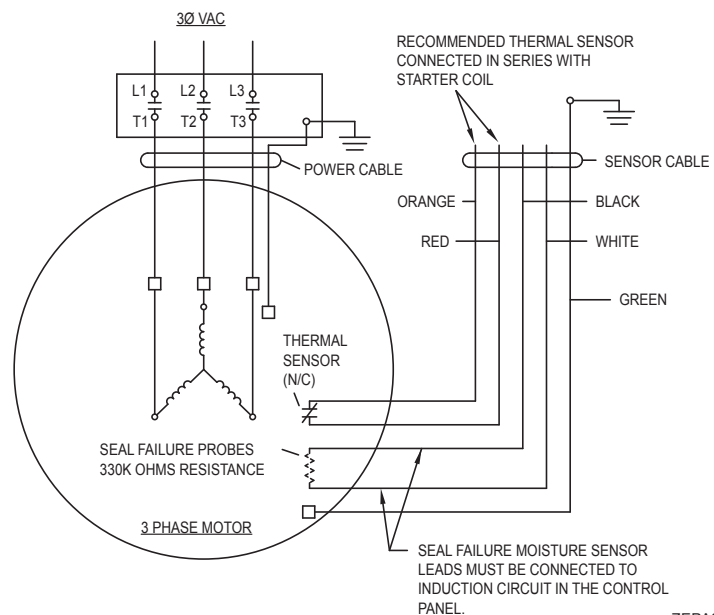 3Ø VAC
L1 L2 L3
T1 T2 T3
POWER CABLE
RECOMMENDED THERMAL SENSOR
CONNECTED IN SERIES WITH
STARTER COIL
SENSOR CABLE
ORANGE
BLACK
RED
WHITE
GREEN
THERMAL
SENSOR
(N/C)
SEAL FAILURE PROBES
330K OHMS RESISTANCE
3 PHASE MOTOR
SEAL FAILURE MOISTURE SENSOR
LEADS MUST BE CONNECTED TO
INDUCTION CIRCUIT IN THE CONTROL
PANEL.